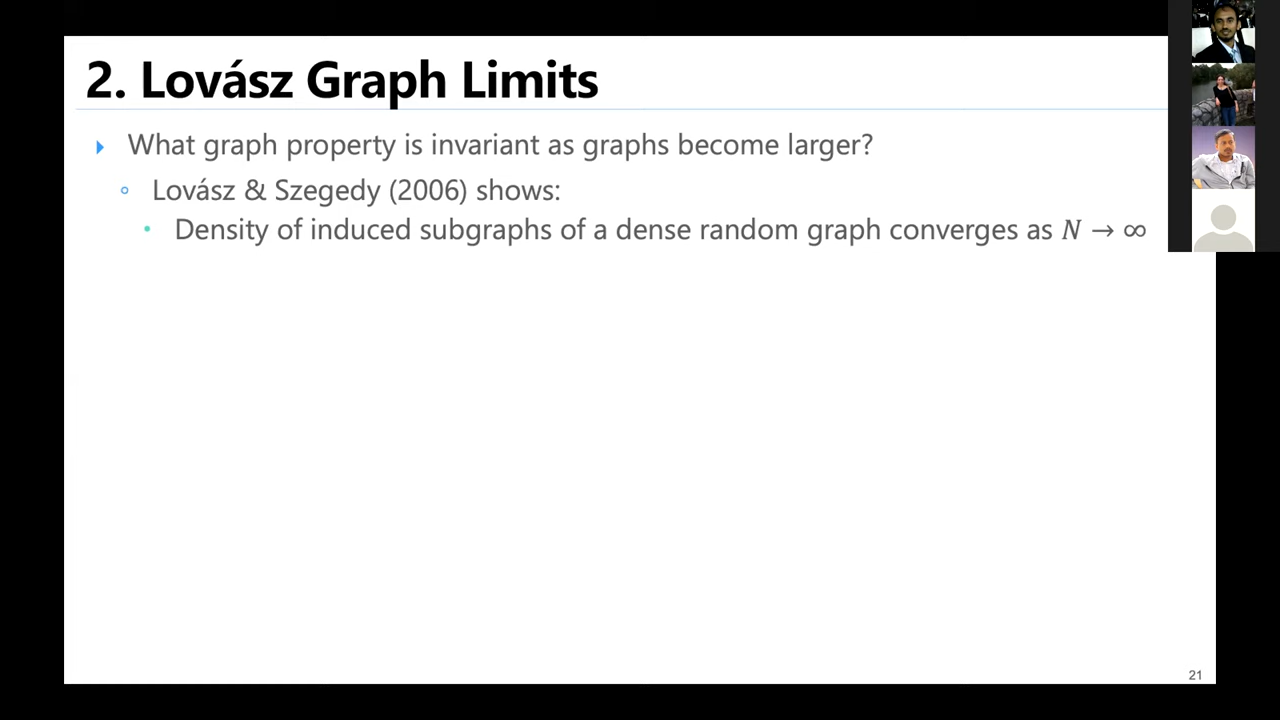 2. Lovász Graph Limits
What graph property is invariant as graphs become larger?
Lovász & Szegedy (2006) shows:
Density of induced subgraphs of a dense random graph converges as N → ∞
21